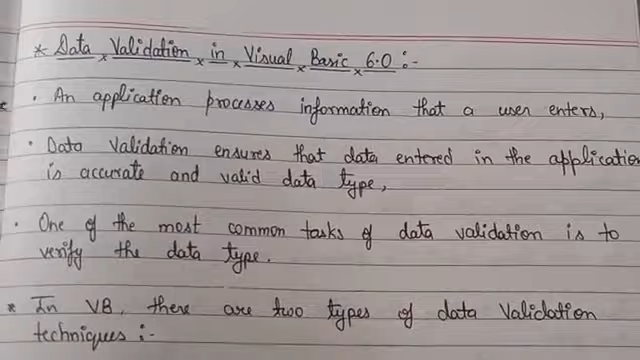 * Data Validation in Visual Basic 6.0 :-
• An application processes information that a user enters,
• Data Validation ensures that data entered in the application
is accurate and valid data type,
• One of the most common tasks of data validation is to
verify the data type.
* In VB, there are two types of data Validation
techniques :-